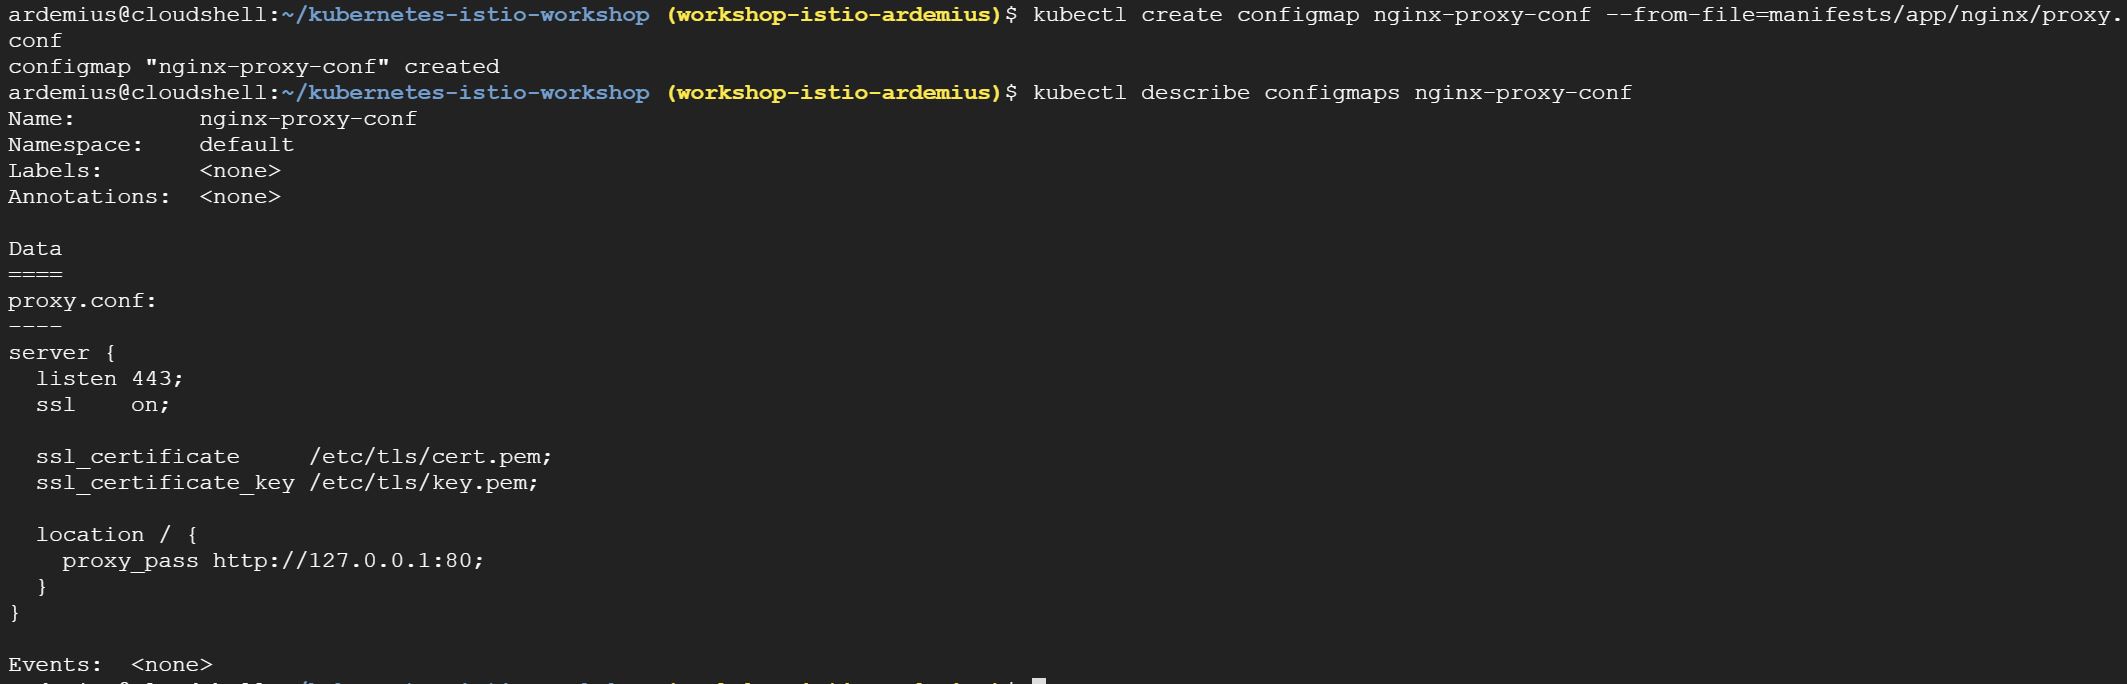 ardemius@cloudshell:~/kubernetes-istio-workshop (workshop-istio-ardemius)$ kubectl create configmap nginx-proxy-conf --from-file=manifests/app/nginx/proxy.
conf
configmap "nginx-proxy-conf" created
ardemius@cloudshell:~/kubernetes-istio-workshop (workshop-istio-ardemius)$ kubectl describe configmaps nginx-proxy-conf
Name:         nginx-proxy-conf
Namespace:    default
Labels:       <none>
Annotations:  <none>

Data
====
proxy.conf:
----
server {
  listen 443;
  ssl    on;

  ssl_certificate     /etc/tls/cert.pem;
  ssl_certificate_key /etc/tls/key.pem;

  location / {
    proxy_pass http://127.0.0.1:80;
  }
}

Events:  <none>